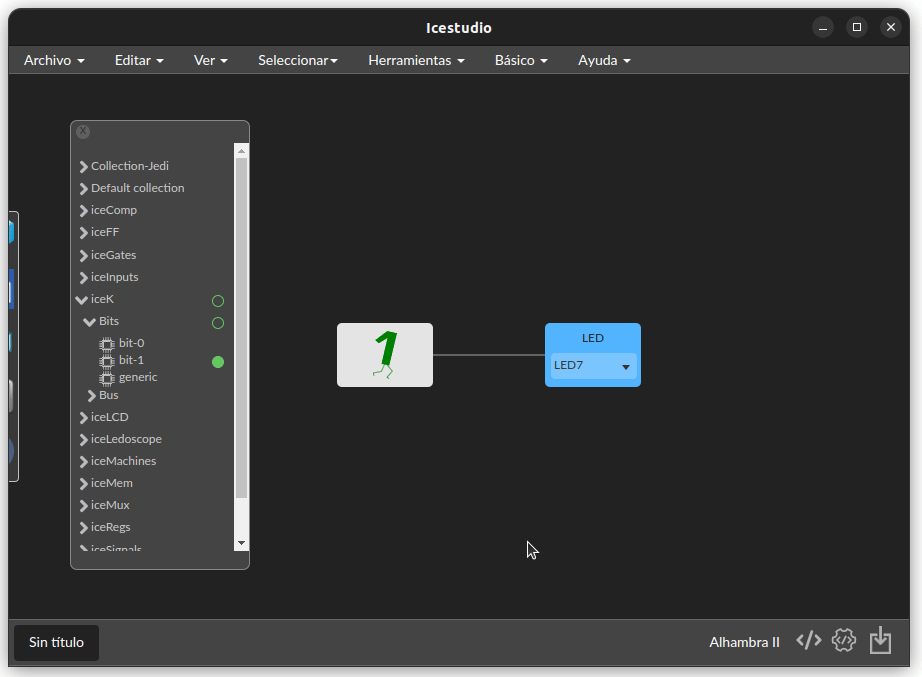 Icestudio
Archivo Editar Ver Seleccionar Herramientas Básico Ayuda
X
Collection-Jedi
Default collection
iceComp
iceFF
iceGates
iceInputs
iceK
Bits
bit-0
bit-1
generic
Bus
iceLCD
iceLedoscope
iceMachines
iceMem
iceMux
iceRegs
iceSignals
1
LED
LED7
Sin título
Alhambra II